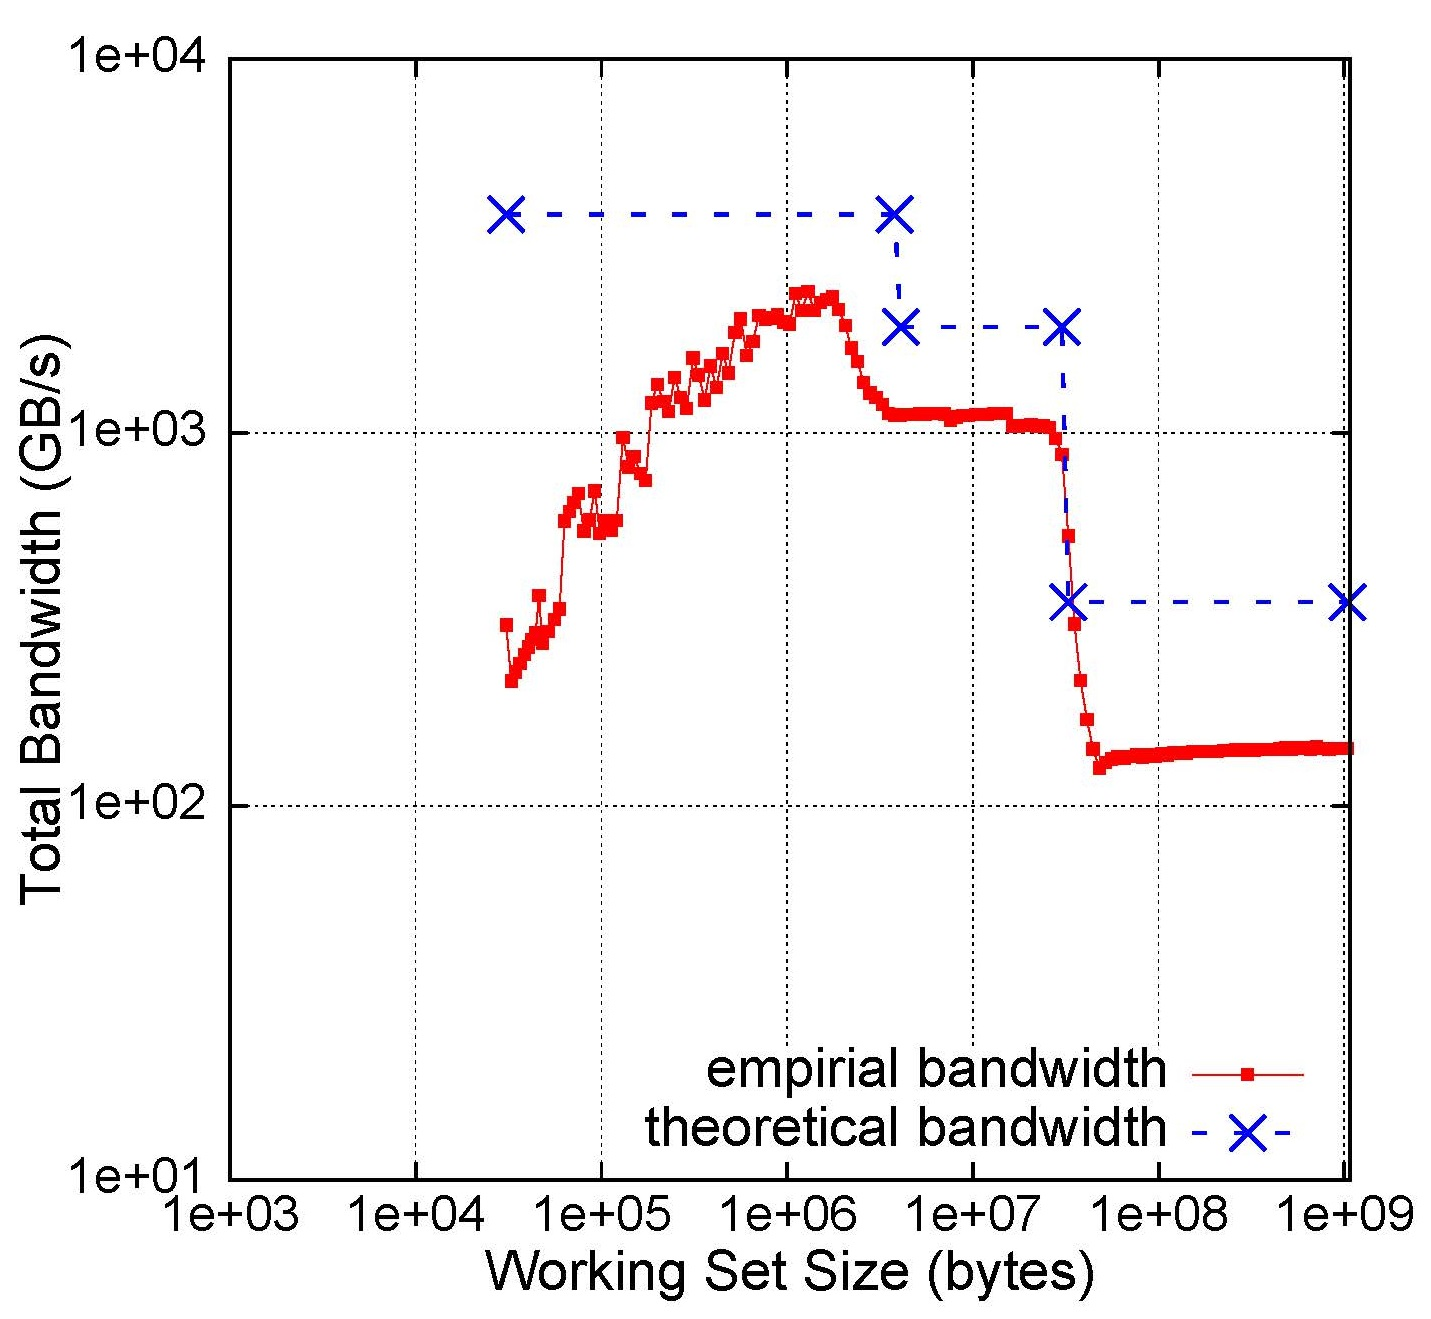 1e+04
1e+03
1e+02
1e+01
Total Bandwidth (GB/s)
empirial bandwidth
theoretical bandwidth
1e+03 1e+04 1e+05 1e+06 1e+07 1e+08 1e+09
Working Set Size (bytes)